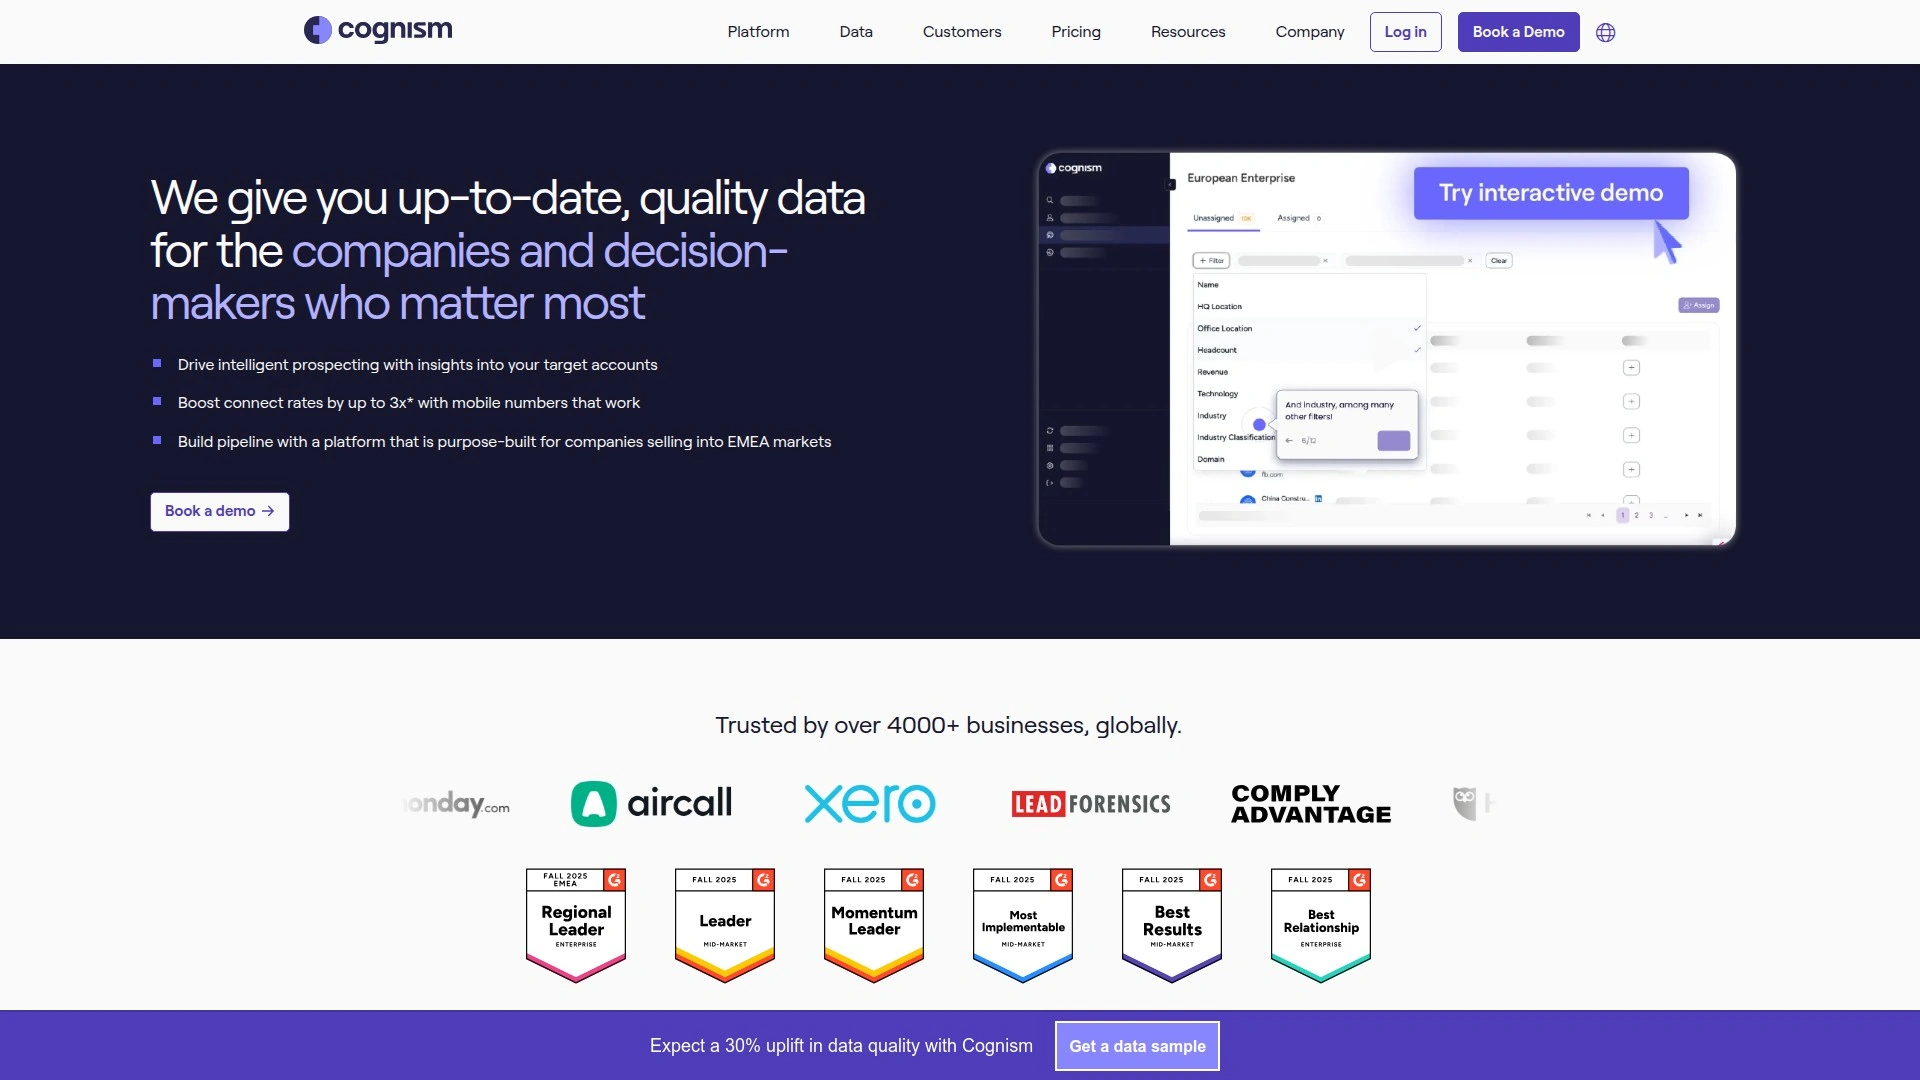 cognism
Platform
Data
Customers
Pricing
Resources
Company
Log in
Book a Demo
We give you up-to-date, quality data
for the companies and decision-
makers who matter most
Drive intelligent prospecting with insights into your target accounts
Boost connect rates by up to 3x* with mobile numbers that work
Build pipeline with a platform that is purpose-built for companies selling into EMEA markets
Book a demo →
cognism
European Enterprise
Try interactive demo
Unassigned 10K
Assigned 0
+ Filter
Clear
Name
HQ Location
Office Location
Headcount
Revenue
Technology
Industry
Industry Classification
Domain
Assign
And industry, among many
other filters!
6/12
fb.com
China Constru...
1 2 3 ...
Trusted by over 4000+ businesses, globally.
onday.com
aircall
xero
LEAD FORENSICS
COMPLY
ADVANTAGE
FALL 2025
EMEA
Regional
Leader
ENTERPRISE
FALL 2025
Leader
MID-MARKET
FALL 2025
Momentum
Leader
FALL 2025
Most
Implementable
MID-MARKET
FALL 2025
Best
Results
MID-MARKET
FALL 2025
Best
Relationship
ENTERPRISE
Expect a 30% uplift in data quality with Cognism
Get a data sample